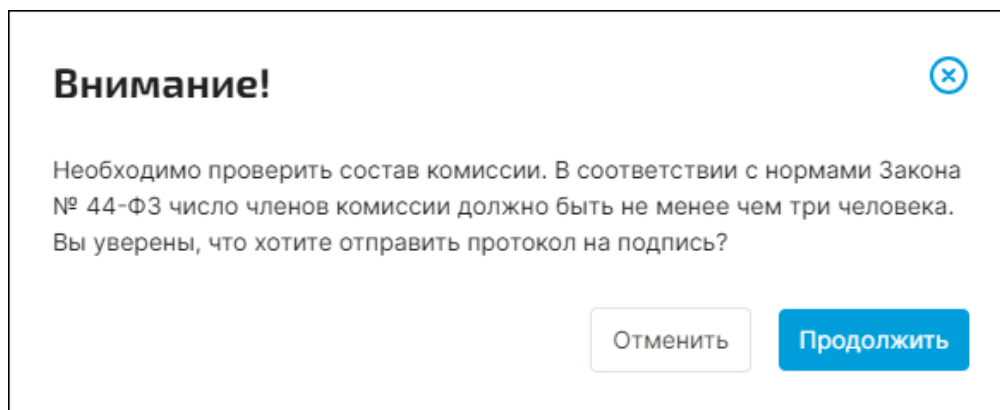 Внимание!
Необходимо проверить состав комиссии. В соответствии с нормами Закона
№ 44-ФЗ число членов комиссии должно быть не менее чем три человека.
Вы уверены, что хотите отправить протокол на подпись?
Отменить
Продолжить